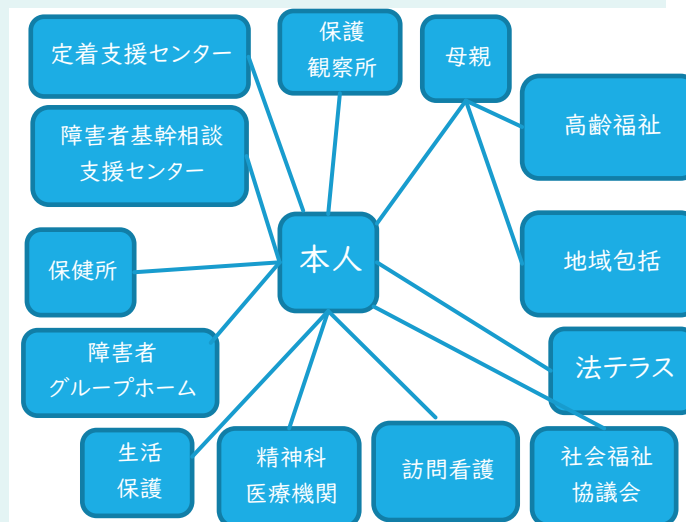 定着支援センター
保護
観察所
母親
高齢福祉
障害者基幹相談
支援センター
本人
保健所
地域包括
障害者
グループホーム
法テラス
生活
保護
精神科
医療機関
訪問看護
社会福祉
協議会